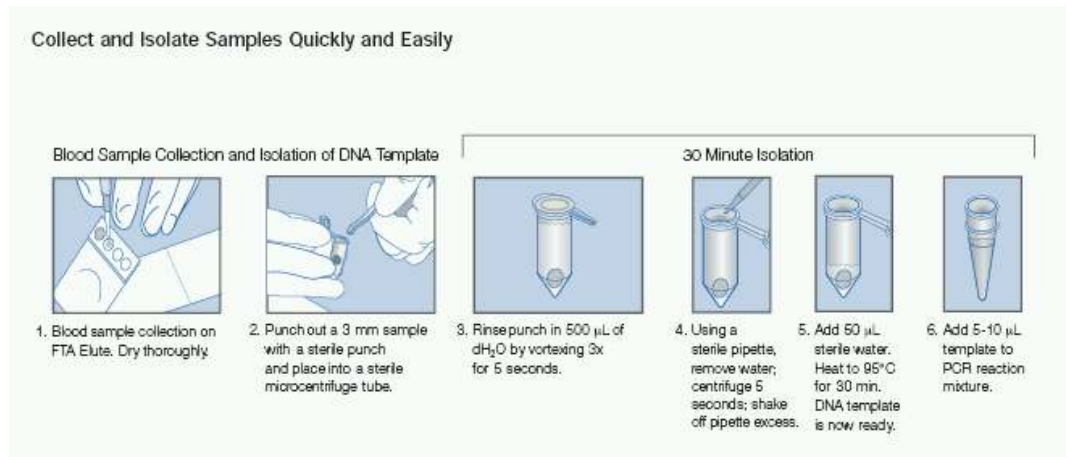 Collect and Isolate Samples Quickly and Easily
Blood Sample Collection and Isolation of DNA Template
30 Minute Isolation
1. Blood sample collection on
FTA Elute. Dry thoroughly.
2. Punch out a 3 mm sample
with a sterile punch
and place into a sterile
microcentrifuge tube.
3. Rinse punch in 500 µL of
dH₂O by vortexing 3x
for 5 seconds.
4. Using a
sterile pipette,
remove water;
centrifuge 5
seconds; shake
off pipette excess.
5. Add 50 µL
sterile water.
Heat to 95°C
for 30 min.
DNA template
is now ready.
6. Add 5-10 µL
template to
PCR reaction
mixture.